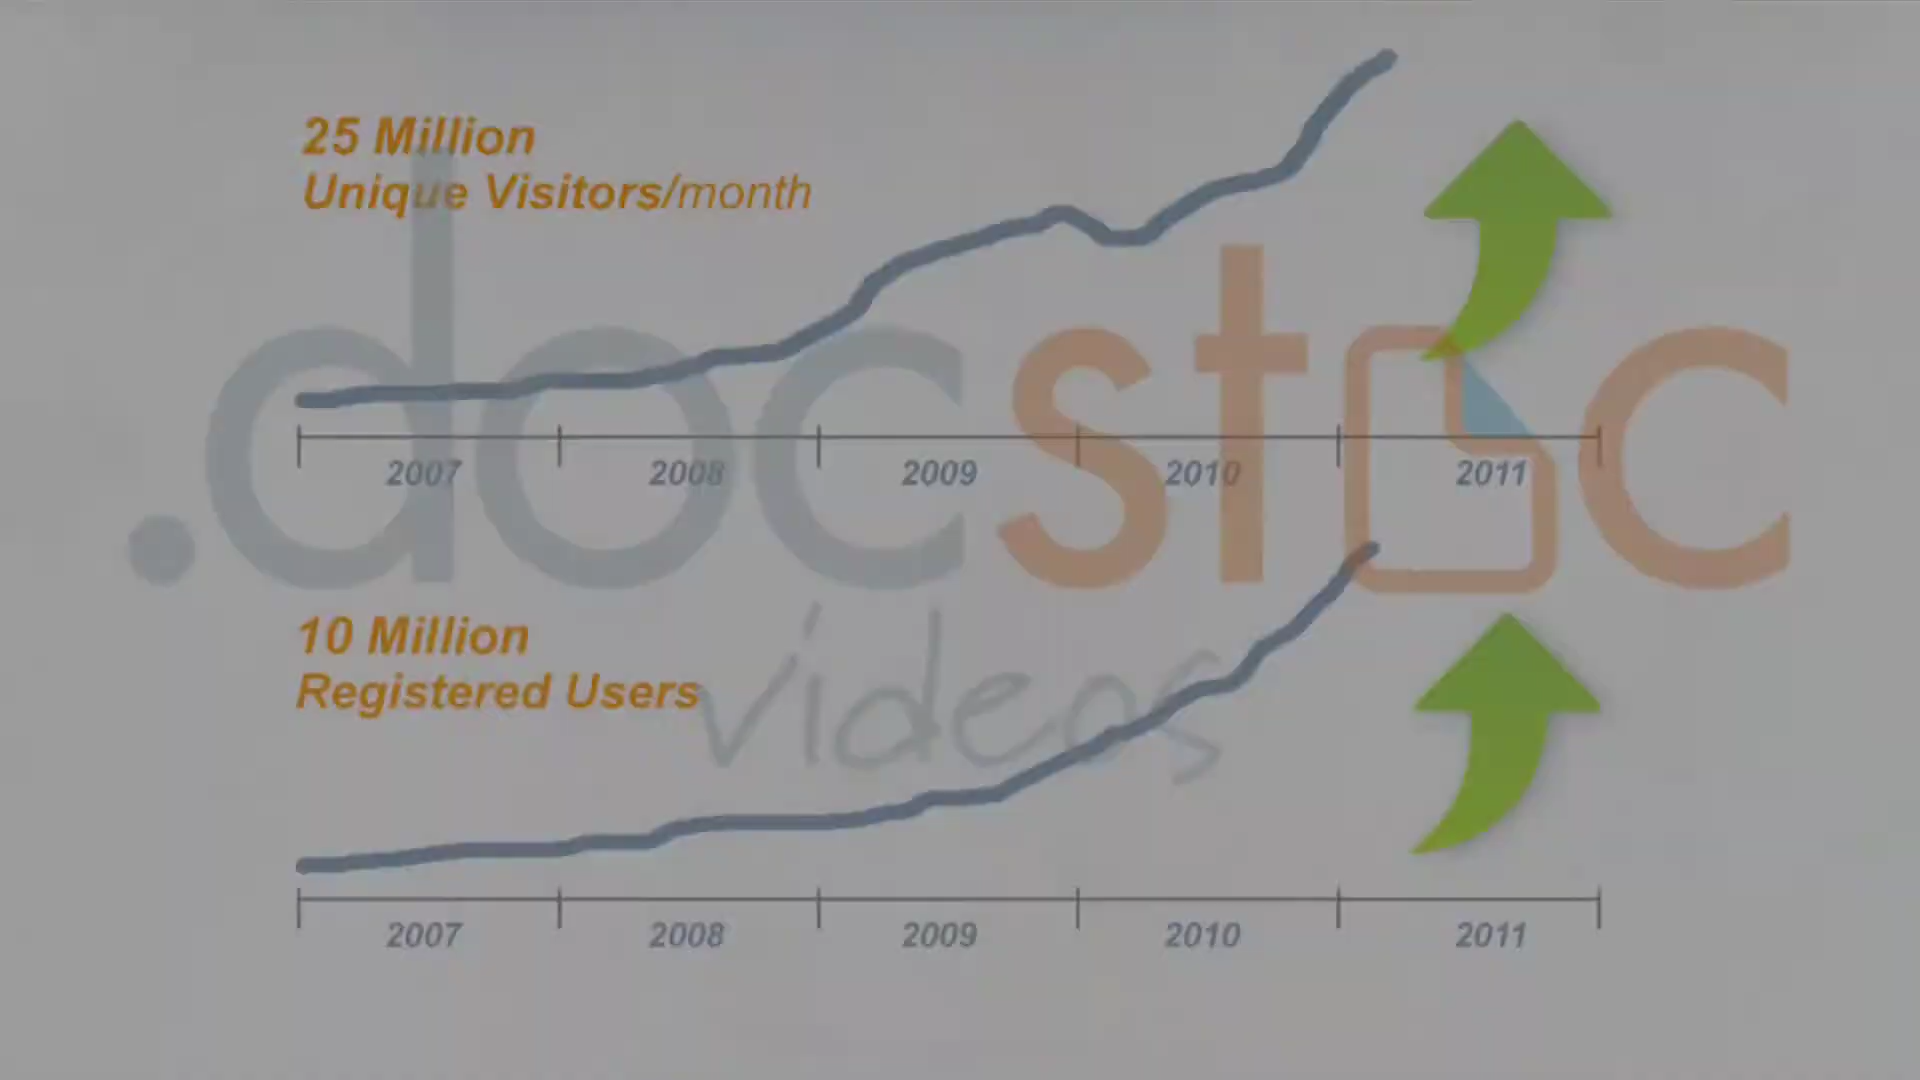 25 Million
Unique Visitors/month
2007 2008 2009 2010 2011
.docstoc
videos
10 Million
Registered Users
2007 2008 2009 2010 2011